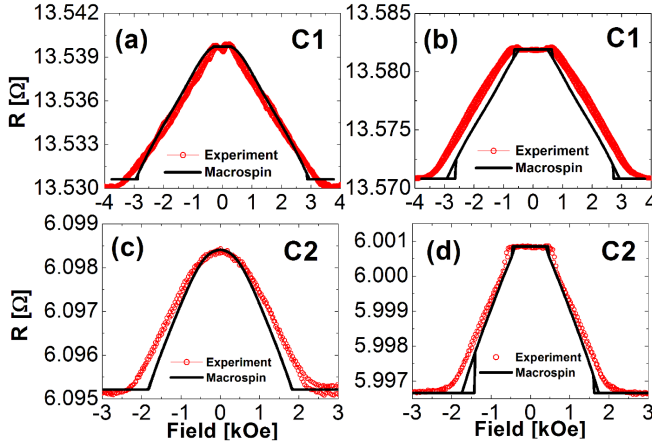 (a) C1
13.542
13.539
13.536
13.533
13.530
R [Ω]
Experiment
Macrospin
-4 -3 -2 -1 0 1 2 3 4
(b) C1
13.585
13.580
13.575
13.570
Experiment
Macrospin
-4 -3 -2 -1 0 1 2 3 4
(c) C2
6.099
6.098
6.096
6.095
R [Ω]
Experiment
Macrospin
-3 -2 -1 0 1 2 3
Field [kOe]
(d) C2
6.001
6.000
5.999
5.997
Experiment
Macrospin
-3 -2 -1 0 1 2 3
Field [kOe]